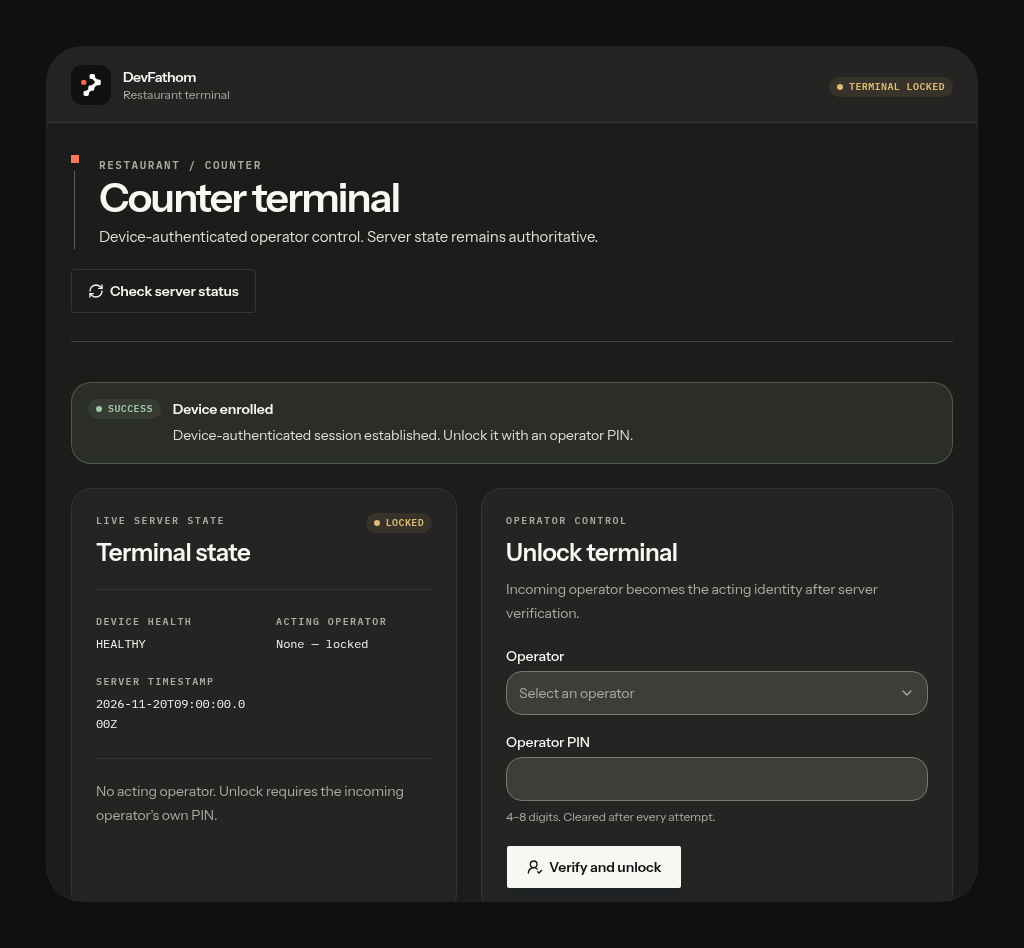 DevFathom
Restaurant terminal
TERMINAL LOCKED
RESTAURANT / COUNTER
Counter terminal
Device-authenticated operator control. Server state remains authoritative.
Check server status
SUCCESS
Device enrolled
Device-authenticated session established. Unlock it with an operator PIN.
LIVE SERVER STATE
LOCKED
Terminal state
DEVICE HEALTH
HEALTHY
ACTING OPERATOR
None — locked
SERVER TIMESTAMP
2026-11-20T09:00:00.0
00Z
No acting operator. Unlock requires the incoming
operator's own PIN.
OPERATOR CONTROL
Unlock terminal
Incoming operator becomes the acting identity after server
verification.
Operator
Select an operator
Operator PIN
4–8 digits. Cleared after every attempt.
Verify and unlock